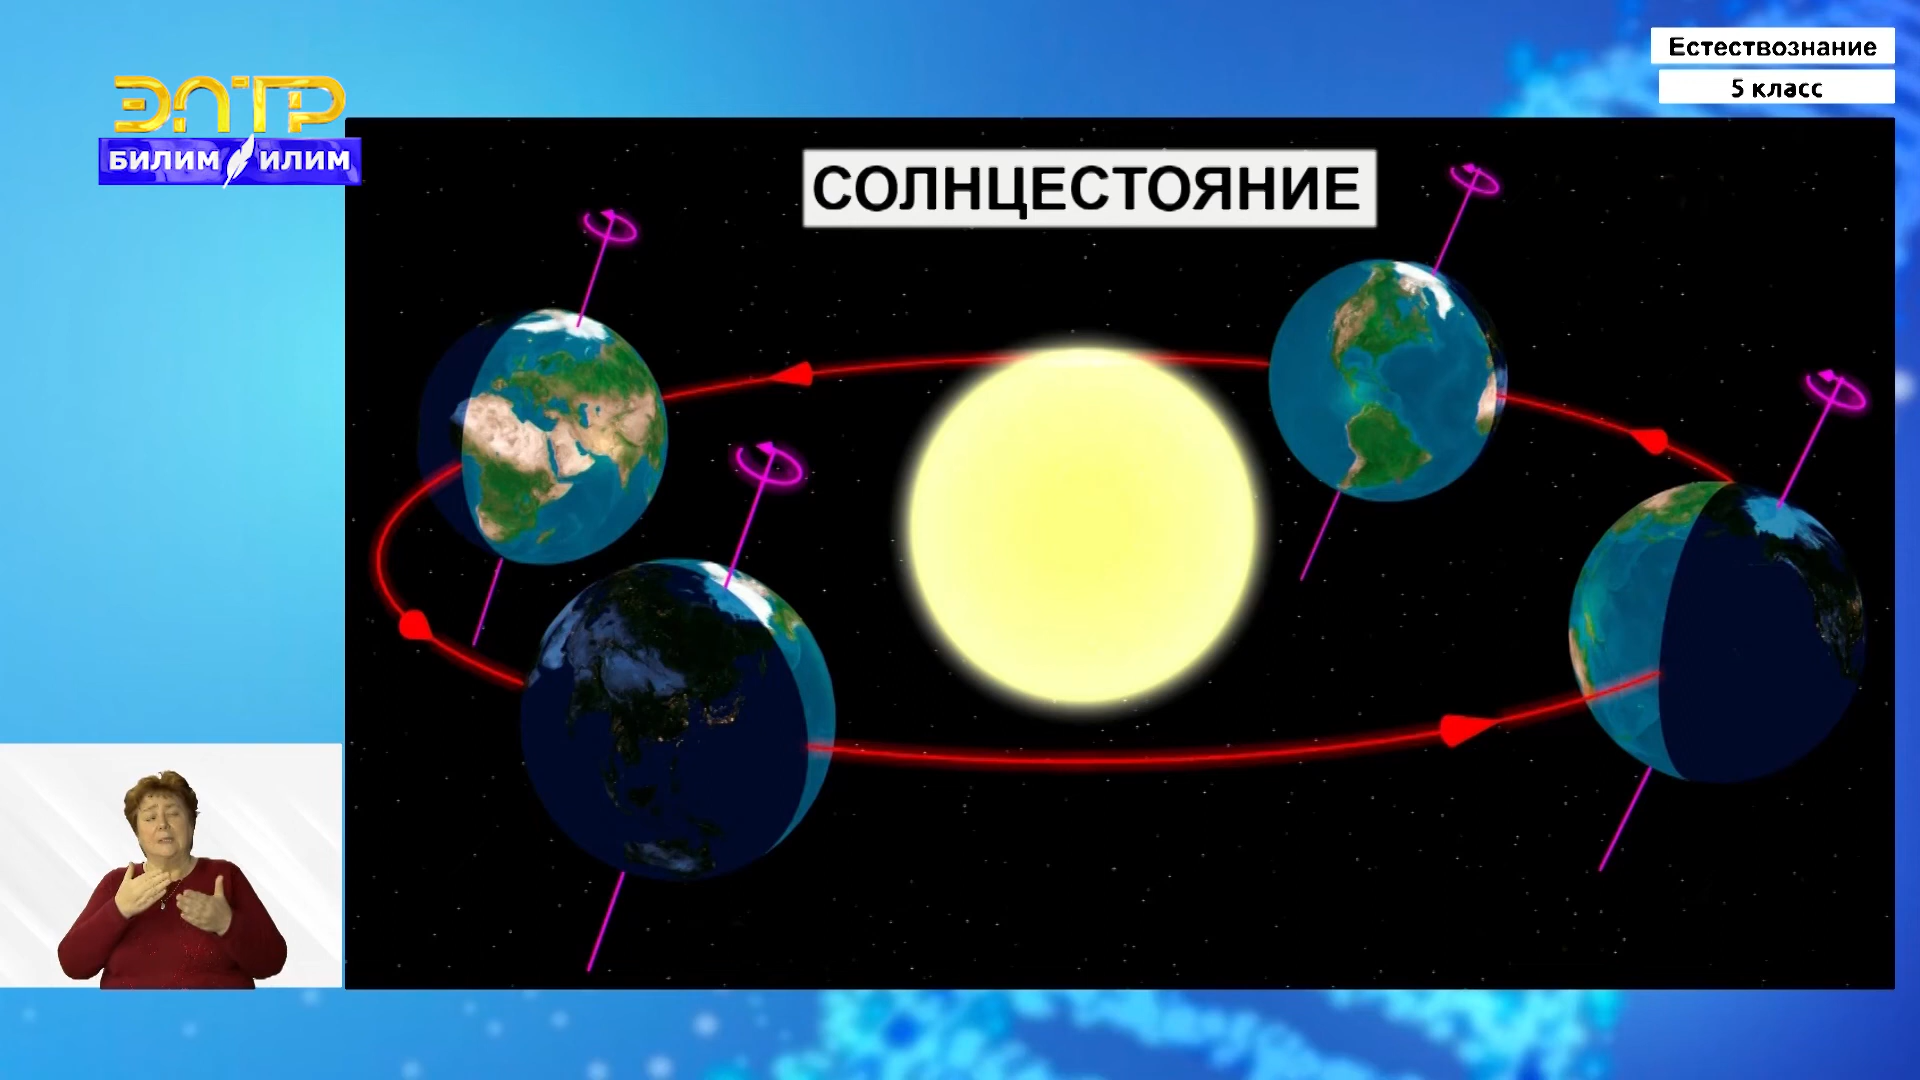 Естествознание
5 класс
ЭЛТР
БИЛИМ ИЛИМ
СОЛНЦЕСТОЯНИЕ